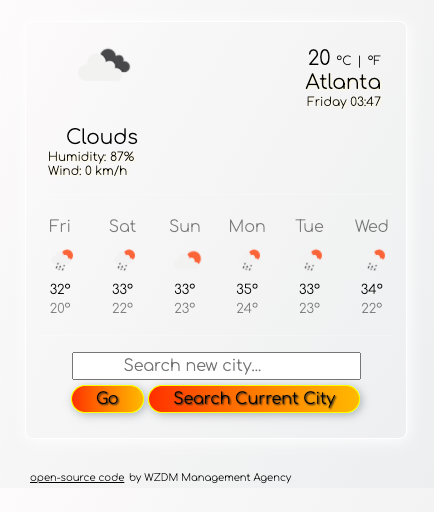 20 °C | °F
Atlanta
Friday 03:47
Clouds
Humidity: 87%
Wind: 0 km/h
Fri Sat Sun Mon Tue Wed
32° 33° 33° 35° 33° 34°
20° 22° 23° 24° 23° 22°
Search new city...
Go Search Current City
open-source code by WZDM Management Agency